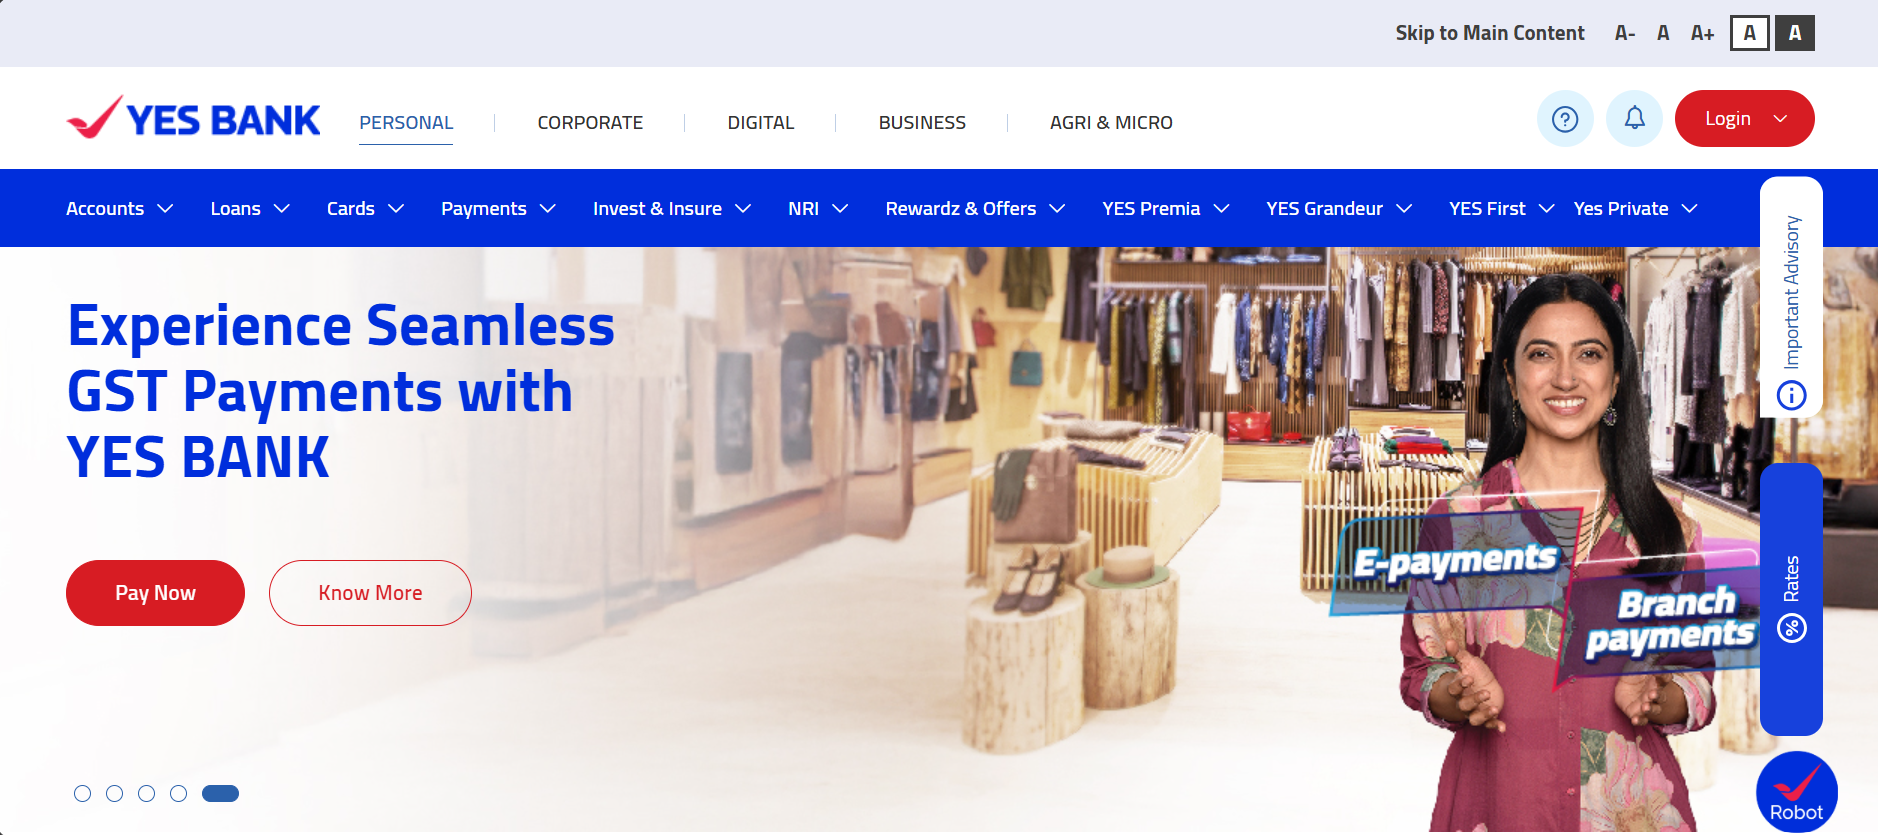 Skip to Main Content A- A A+ A A
YES BANK PERSONAL CORPORATE DIGITAL BUSINESS AGRI & MICRO Login
Accounts Loans Cards Payments Invest & Insure NRI Rewardz & Offers YES Premia YES Grandeur YES First Yes Private
Important Advisory
Experience Seamless
GST Payments with
YES BANK
E-payments
Branch
payments
Rates
Pay Now Know More
Robot